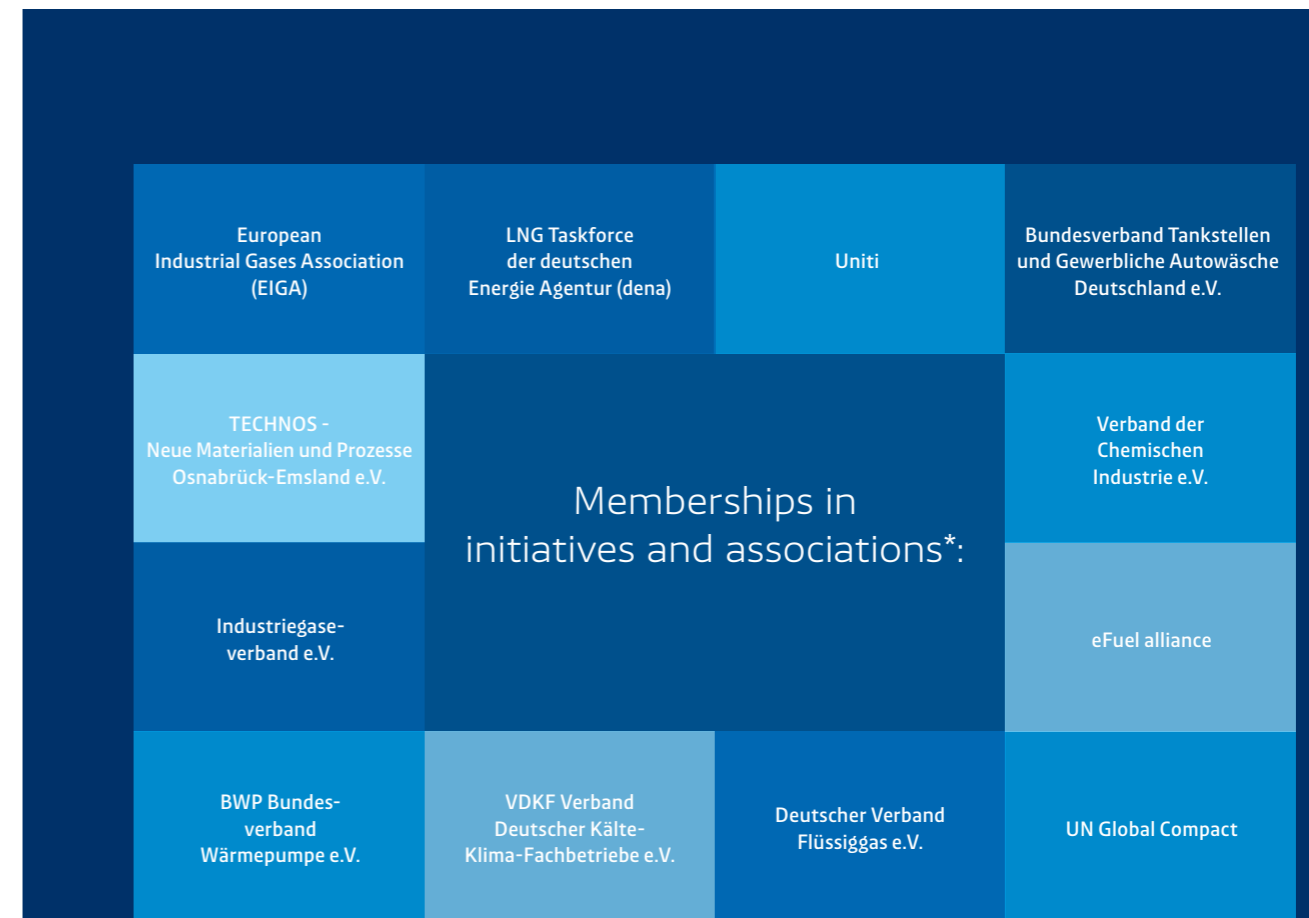 European
Industrial Gases Association
(EIGA)
LNG Taskforce
der deutschen
Energie Agentur (dena)
Uniti
Bundesverband Tankstellen
und Gewerbliche Autowäsche
Deutschland e.V.
TECHNOS -
Neue Materialien und Prozesse
Osnabrück-Emsland e.V.
Memberships in
initiatives and associations*:
Verband der
Chemischen
Industrie e.V.
Industriegase-
verband e.V.
eFuel alliance
BWP Bundes-
verband
Wärmepumpe e.V.
VDKF Verband
Deutscher Kälte-
Klima-Fachbetriebe e.V.
Deutscher Verband
Flüssiggas e.V.
UN Global Compact